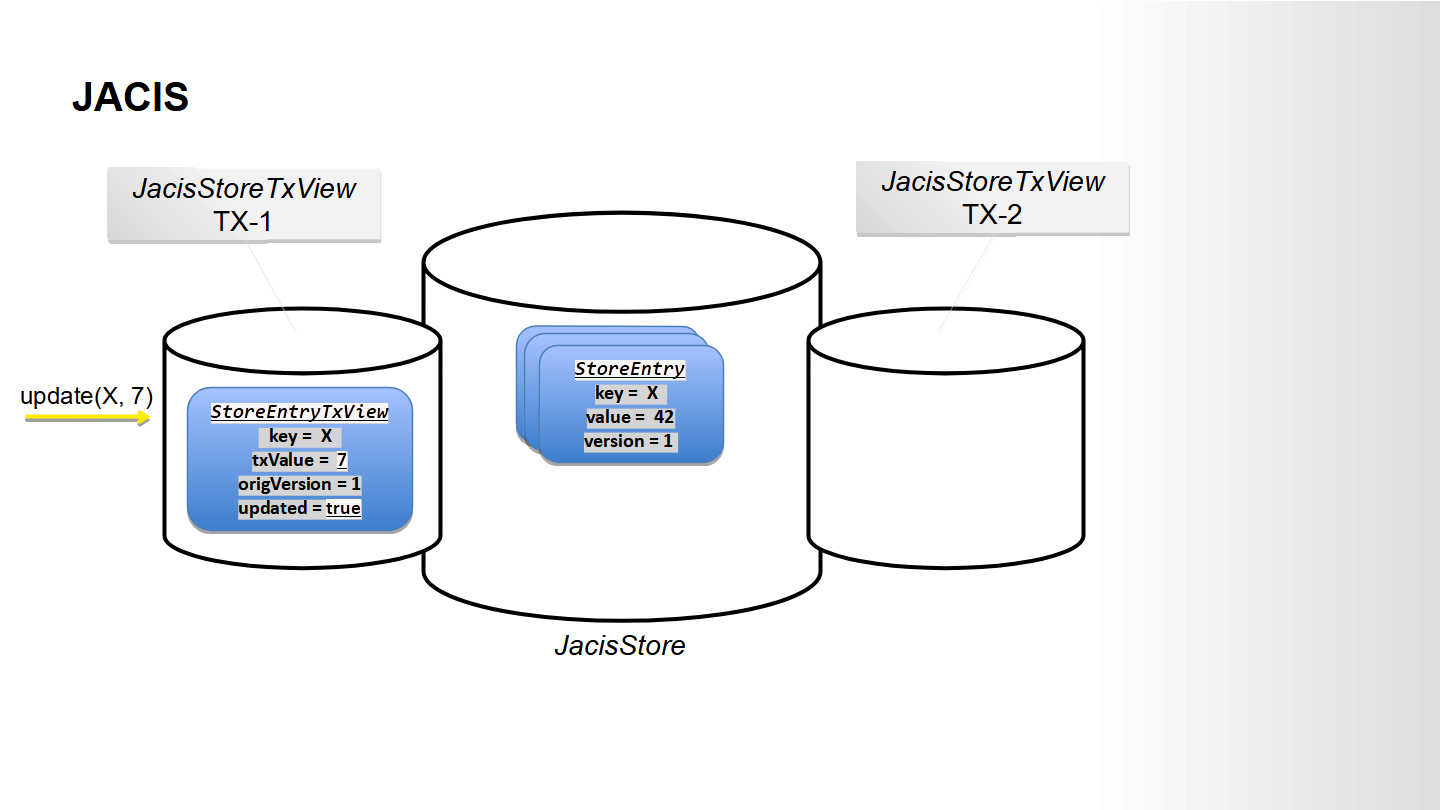 JACIS
JacisStoreTxView
TX-1
JacisStoreTxView
TX-2
update(X, 7)
StoreEntryTxView
key = X
txValue = 7
origVersion = 1
updated = true
StoreEntry
key = X
value = 42
version = 1
JacisStore